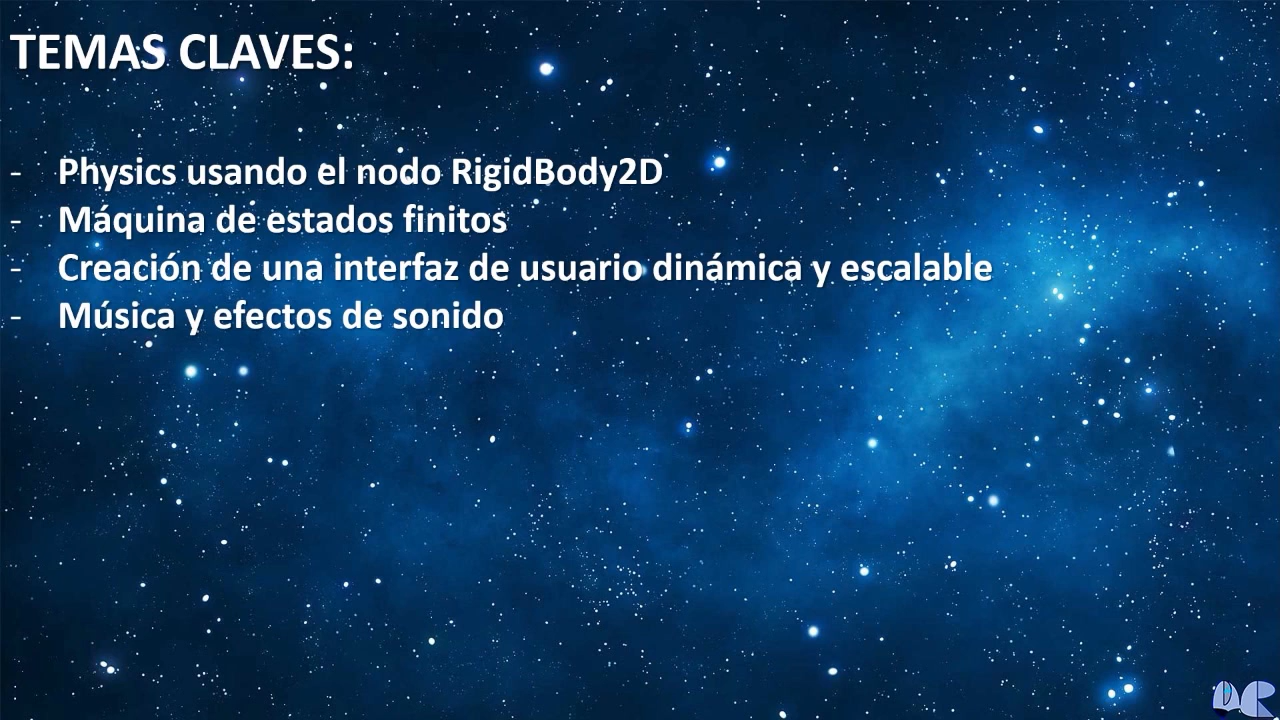 TEMAS CLAVES:
- Physics usando el nodo RigidBody2D
- Máquina de estados finitos
- Creación de una interfaz de usuario dinámica y escalable
- Música y efectos de sonido